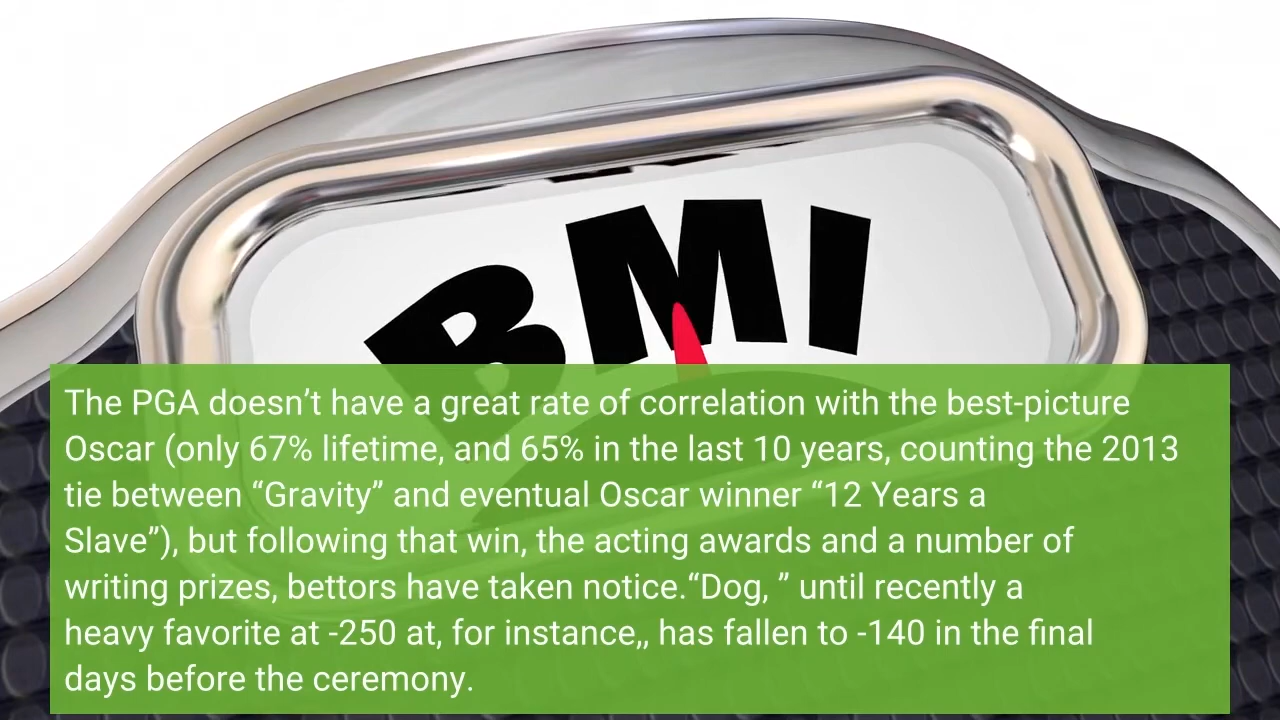 BMI
The PGA doesn’t have a great rate of correlation with the best-picture
Oscar (only 67% lifetime, and 65% in the last 10 years, counting the 2013
tie between “Gravity” and eventual Oscar winner “12 Years a
Slave”), but following that win, the acting awards and a number of
writing prizes, bettors have taken notice.“Dog, ” until recently a
heavy favorite at -250 at, for instance,, has fallen to -140 in the final
days before the ceremony.